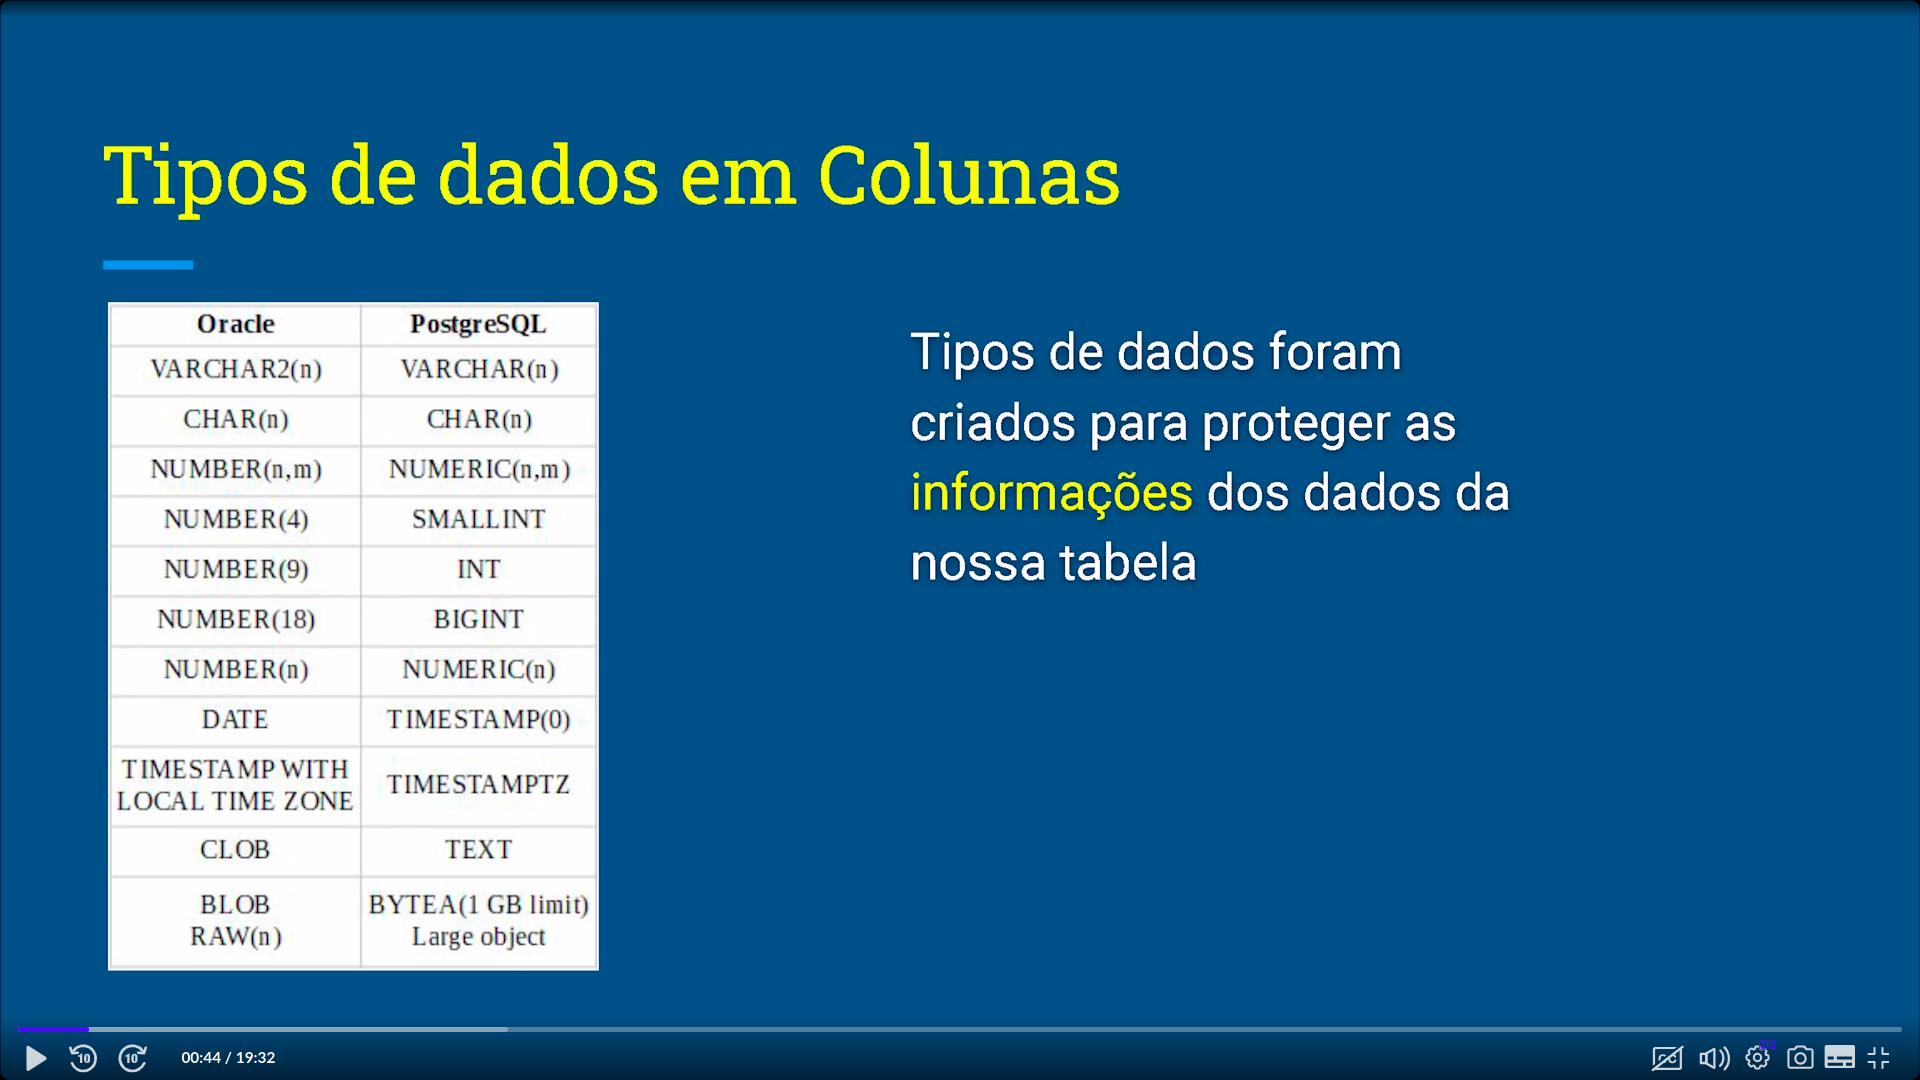 Tipos de dados em Colunas
Oracle PostgreSQL
VARCHAR2(n) VARCHAR(n)
CHAR(n) CHAR(n)
NUMBER(n,m) NUMERIC(n,m)
NUMBER(4) SMALLINT
NUMBER(9) INT
NUMBER(18) BIGINT
NUMBER(n) NUMERIC(n)
DATE TIMESTAMP(0)
TIMESTAMP WITH
LOCAL TIME ZONE TIMESTAMPTZ
CLOB TEXT
BLOB BYTEA(1 GB limit)
RAW(n) Large object
Tipos de dados foram
criados para proteger as
informações dos dados da
nossa tabela
10 10 00:44 / 19:32 CC